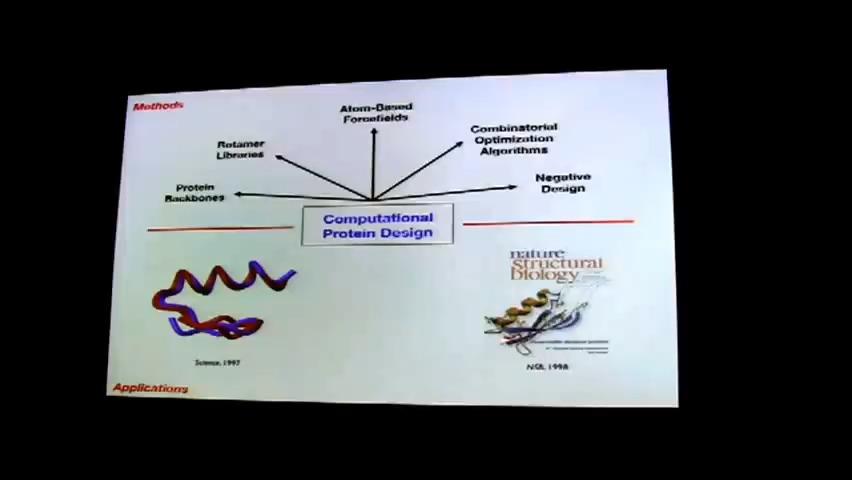 Methods
Atom-Based
Forcefields
Combinatorial
Optimization
Algorithms
Rotamer
Libraries
Negative
Design
Protein
Backbones
Computational
Protein Design
nature
structural
biology
Science, 1997
NSB, 1998
Applications